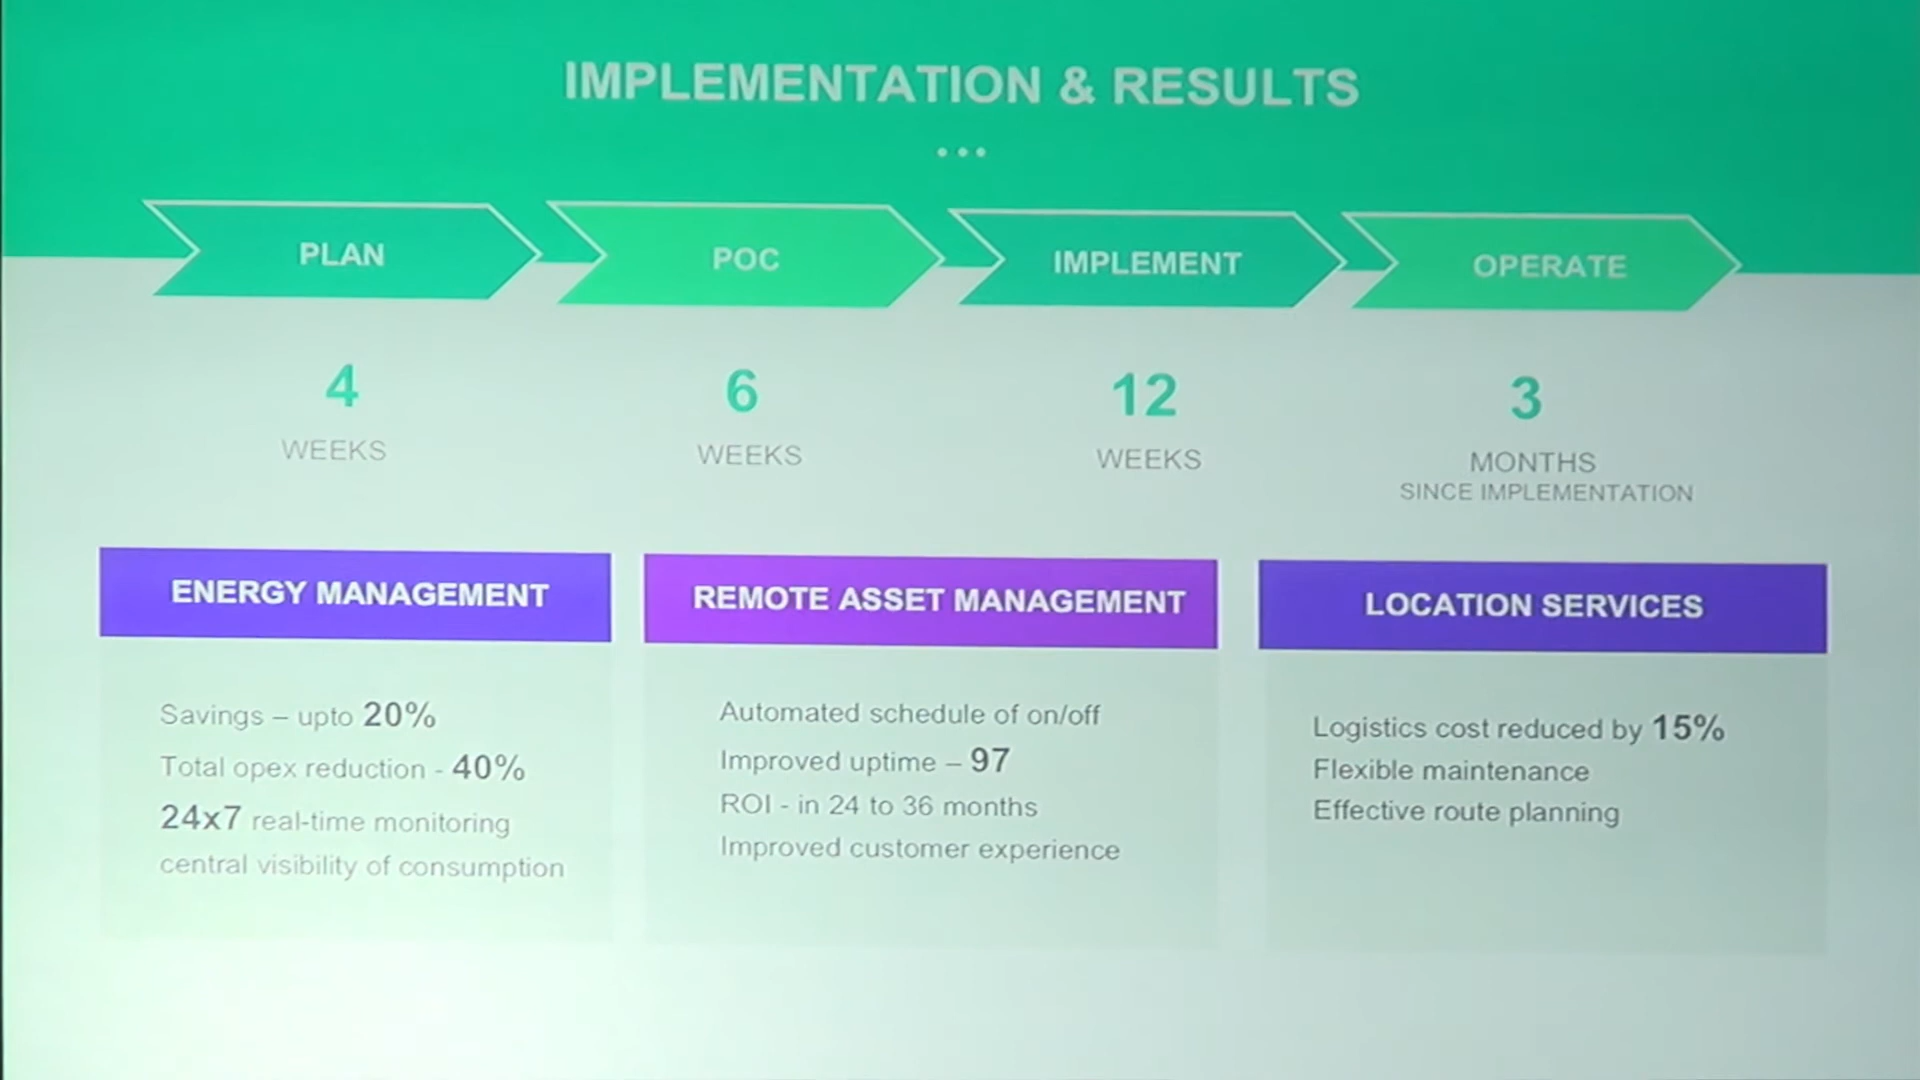 IMPLEMENTATION & RESULTS
PLAN
POC
IMPLEMENT
OPERATE
4
WEEKS
6
WEEKS
12
WEEKS
3
MONTHS
SINCE IMPLEMENTATION
ENERGY MANAGEMENT
Savings – upto 20%
Total opex reduction - 40%
24x7 real-time monitoring
central visibility of consumption
REMOTE ASSET MANAGEMENT
Automated schedule of on/off
Improved uptime – 97
ROI - in 24 to 36 months
Improved customer experience
LOCATION SERVICES
Logistics cost reduced by 15%
Flexible maintenance
Effective route planning